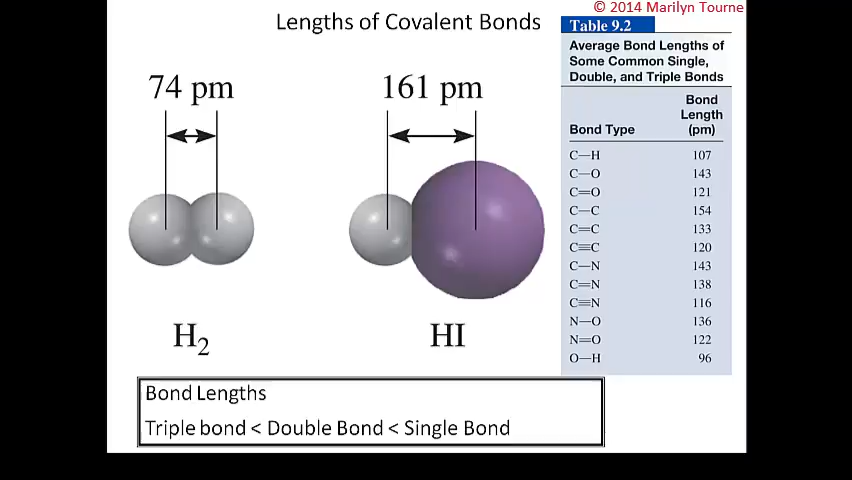 © 2014 Marilyn Tourne
Lengths of Covalent Bonds
74 pm
161 pm
H2
HI
Table 9.2
Average Bond Lengths of
Some Common Single,
Double, and Triple Bonds
Bond
Length
Bond Type (pm)
C—H 107
C—O 143
C=O 121
C—C 154
C=C 133
C≡C 120
C—N 143
C=N 138
C≡N 116
N—O 136
N=O 122
O—H 96
Bond Lengths
Triple bond < Double Bond < Single Bond